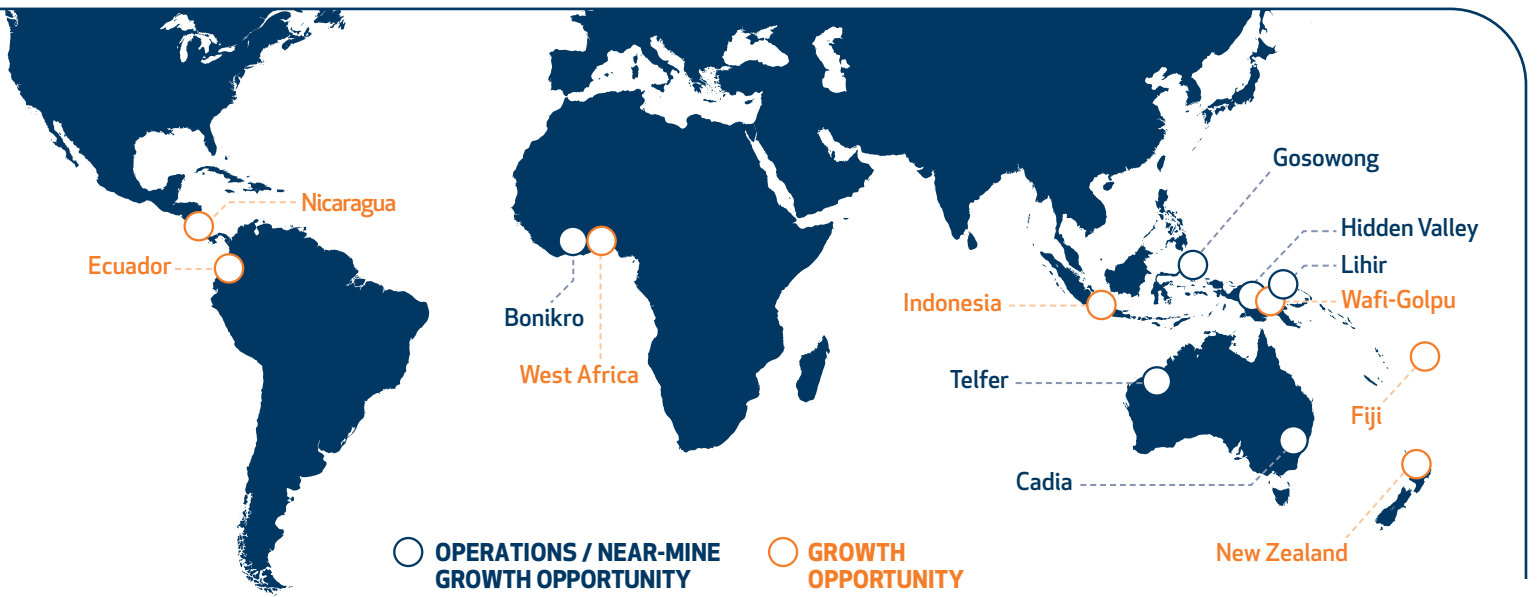 Gosowong
Nicaragua
Hidden Valley
Ecuador
Lihir
Indonesia
Wafi-Golpu
Bonikro
West Africa
Telfer
Fiji
Cadia
New Zealand
OPERATIONS / NEAR-MINE
GROWTH OPPORTUNITY
GROWTH
OPPORTUNITY